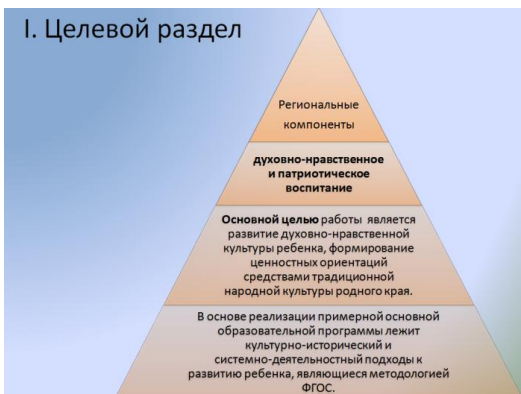 I. Целевой раздел
Региональные
компоненты
духовно-нравственное
и патриотическое
воспитание
Основной целью работы является
развитие духовно-нравственной
культуры ребенка, формирование
ценностных ориентаций
средствами традиционной
народной культуры родного края.
В основе реализации примерной основной
образовательной программы лежит
культурно-исторический и
системно-деятельностный подходы к
развитию ребенка, являющиеся методологией
ФГОС.